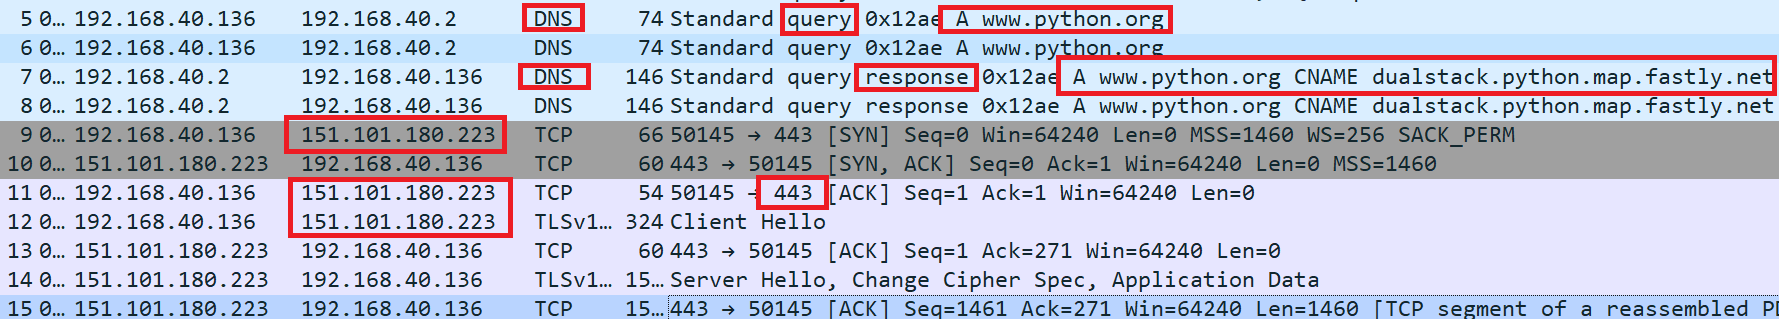 5 0… 192.168.40.136 192.168.40.2 DNS 74 Standard query 0x12ae A www.python.org
6 0… 192.168.40.136 192.168.40.2 DNS 74 Standard query 0x12ae A www.python.org
7 0… 192.168.40.2 192.168.40.136 DNS 146 Standard query response 0x12ae A www.python.org CNAME dualstack.python.map.fastly.net
8 0… 192.168.40.2 192.168.40.136 DNS 146 Standard query response 0x12ae A www.python.org CNAME dualstack.python.map.fastly.net
9 0… 192.168.40.136 151.101.180.223 TCP 66 50145 → 443 [SYN] Seq=0 Win=64240 Len=0 MSS=1460 WS=256 SACK_PERM
10 0… 151.101.180.223 192.168.40.136 TCP 60 443 → 50145 [SYN, ACK] Seq=0 Ack=1 Win=64240 Len=0 MSS=1460
11 0… 192.168.40.136 151.101.180.223 TCP 54 50145 → 443 [ACK] Seq=1 Ack=1 Win=64240 Len=0
12 0… 192.168.40.136 151.101.180.223 TLSv1… 324 Client Hello
13 0… 151.101.180.223 192.168.40.136 TCP 60 443 → 50145 [ACK] Seq=1 Ack=271 Win=64240 Len=0
14 0… 151.101.180.223 192.168.40.136 TLSv1… 15… Server Hello, Change Cipher Spec, Application Data
15 0… 151.101.180.223 192.168.40.136 TCP 15… 443 → 50145 [ACK] Seq=1461 Ack=271 Win=64240 Len=1460 [TCP segment of a reassembled